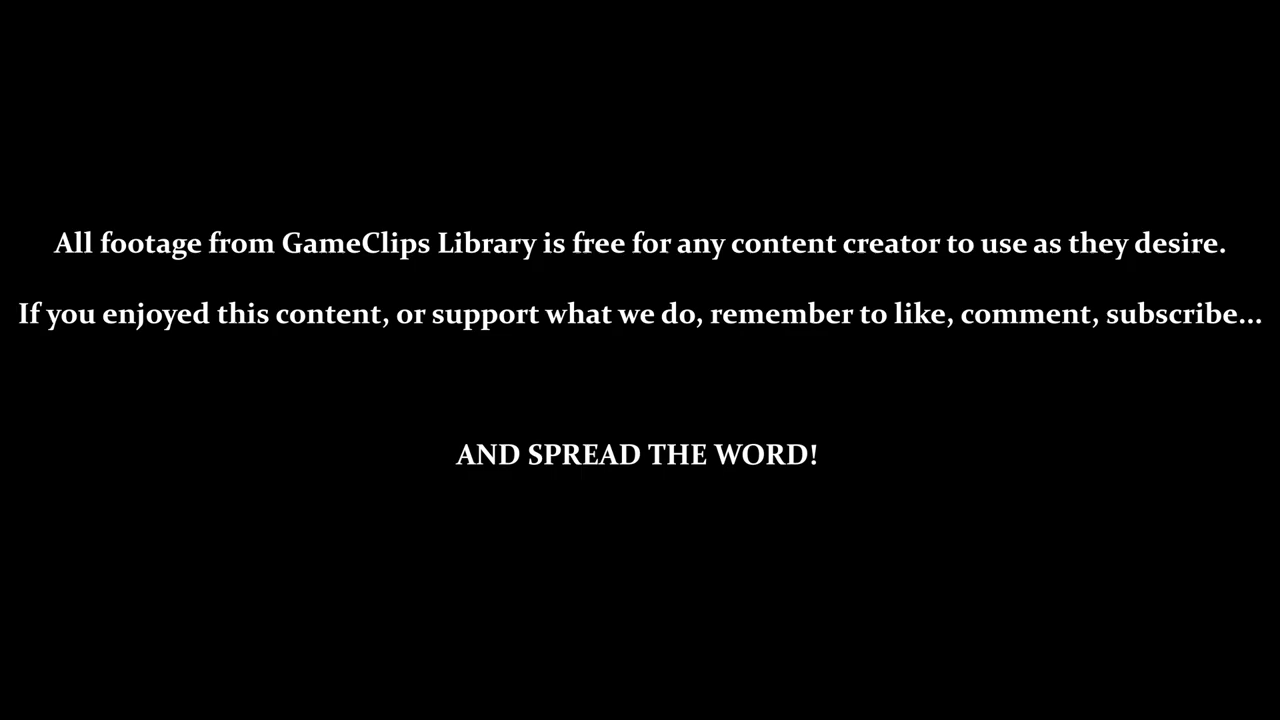 All footage from GameClips Library is free for any content creator to use as they desire.
If you enjoyed this content, or support what we do, remember to like, comment, subscribe...
AND SPREAD THE WORD!